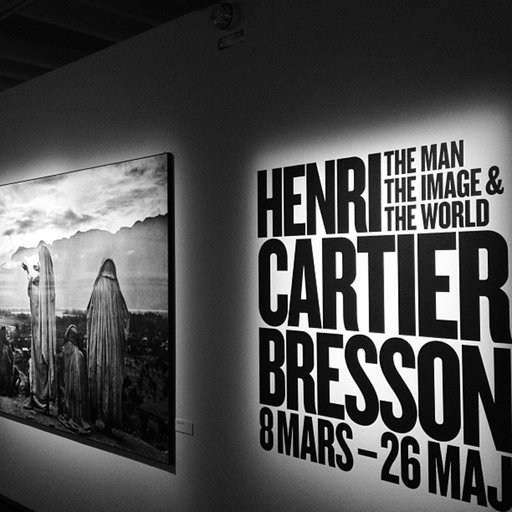 HENRI
THE MAN
THE IMAGE &
THE WORLD
CARTIER
BRESSON
8 MARS – 26 MAJ